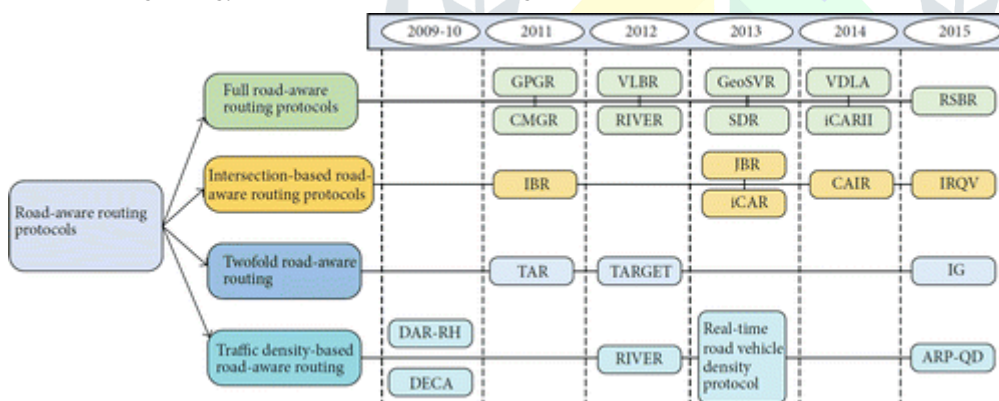 2009-10
2011
2012
2013
2014
2015
Full road-aware
routing protocols
GPGR
VLBR
GeoSVR
VDLA
RSBR
CMGR
RIVER
SDR
iCARII
Road-aware routing
protocols
Intersection-based road-
aware routing protocols
IBR
JBR
iCAR
CAIR
IRQV
Twofold road-aware
routing
TAR
TARGET
IG
Traffic density-based
road-aware routing
DAR-RH
DECA
RIVER
Real-time
road vehicle
density
protocol
ARP-QD